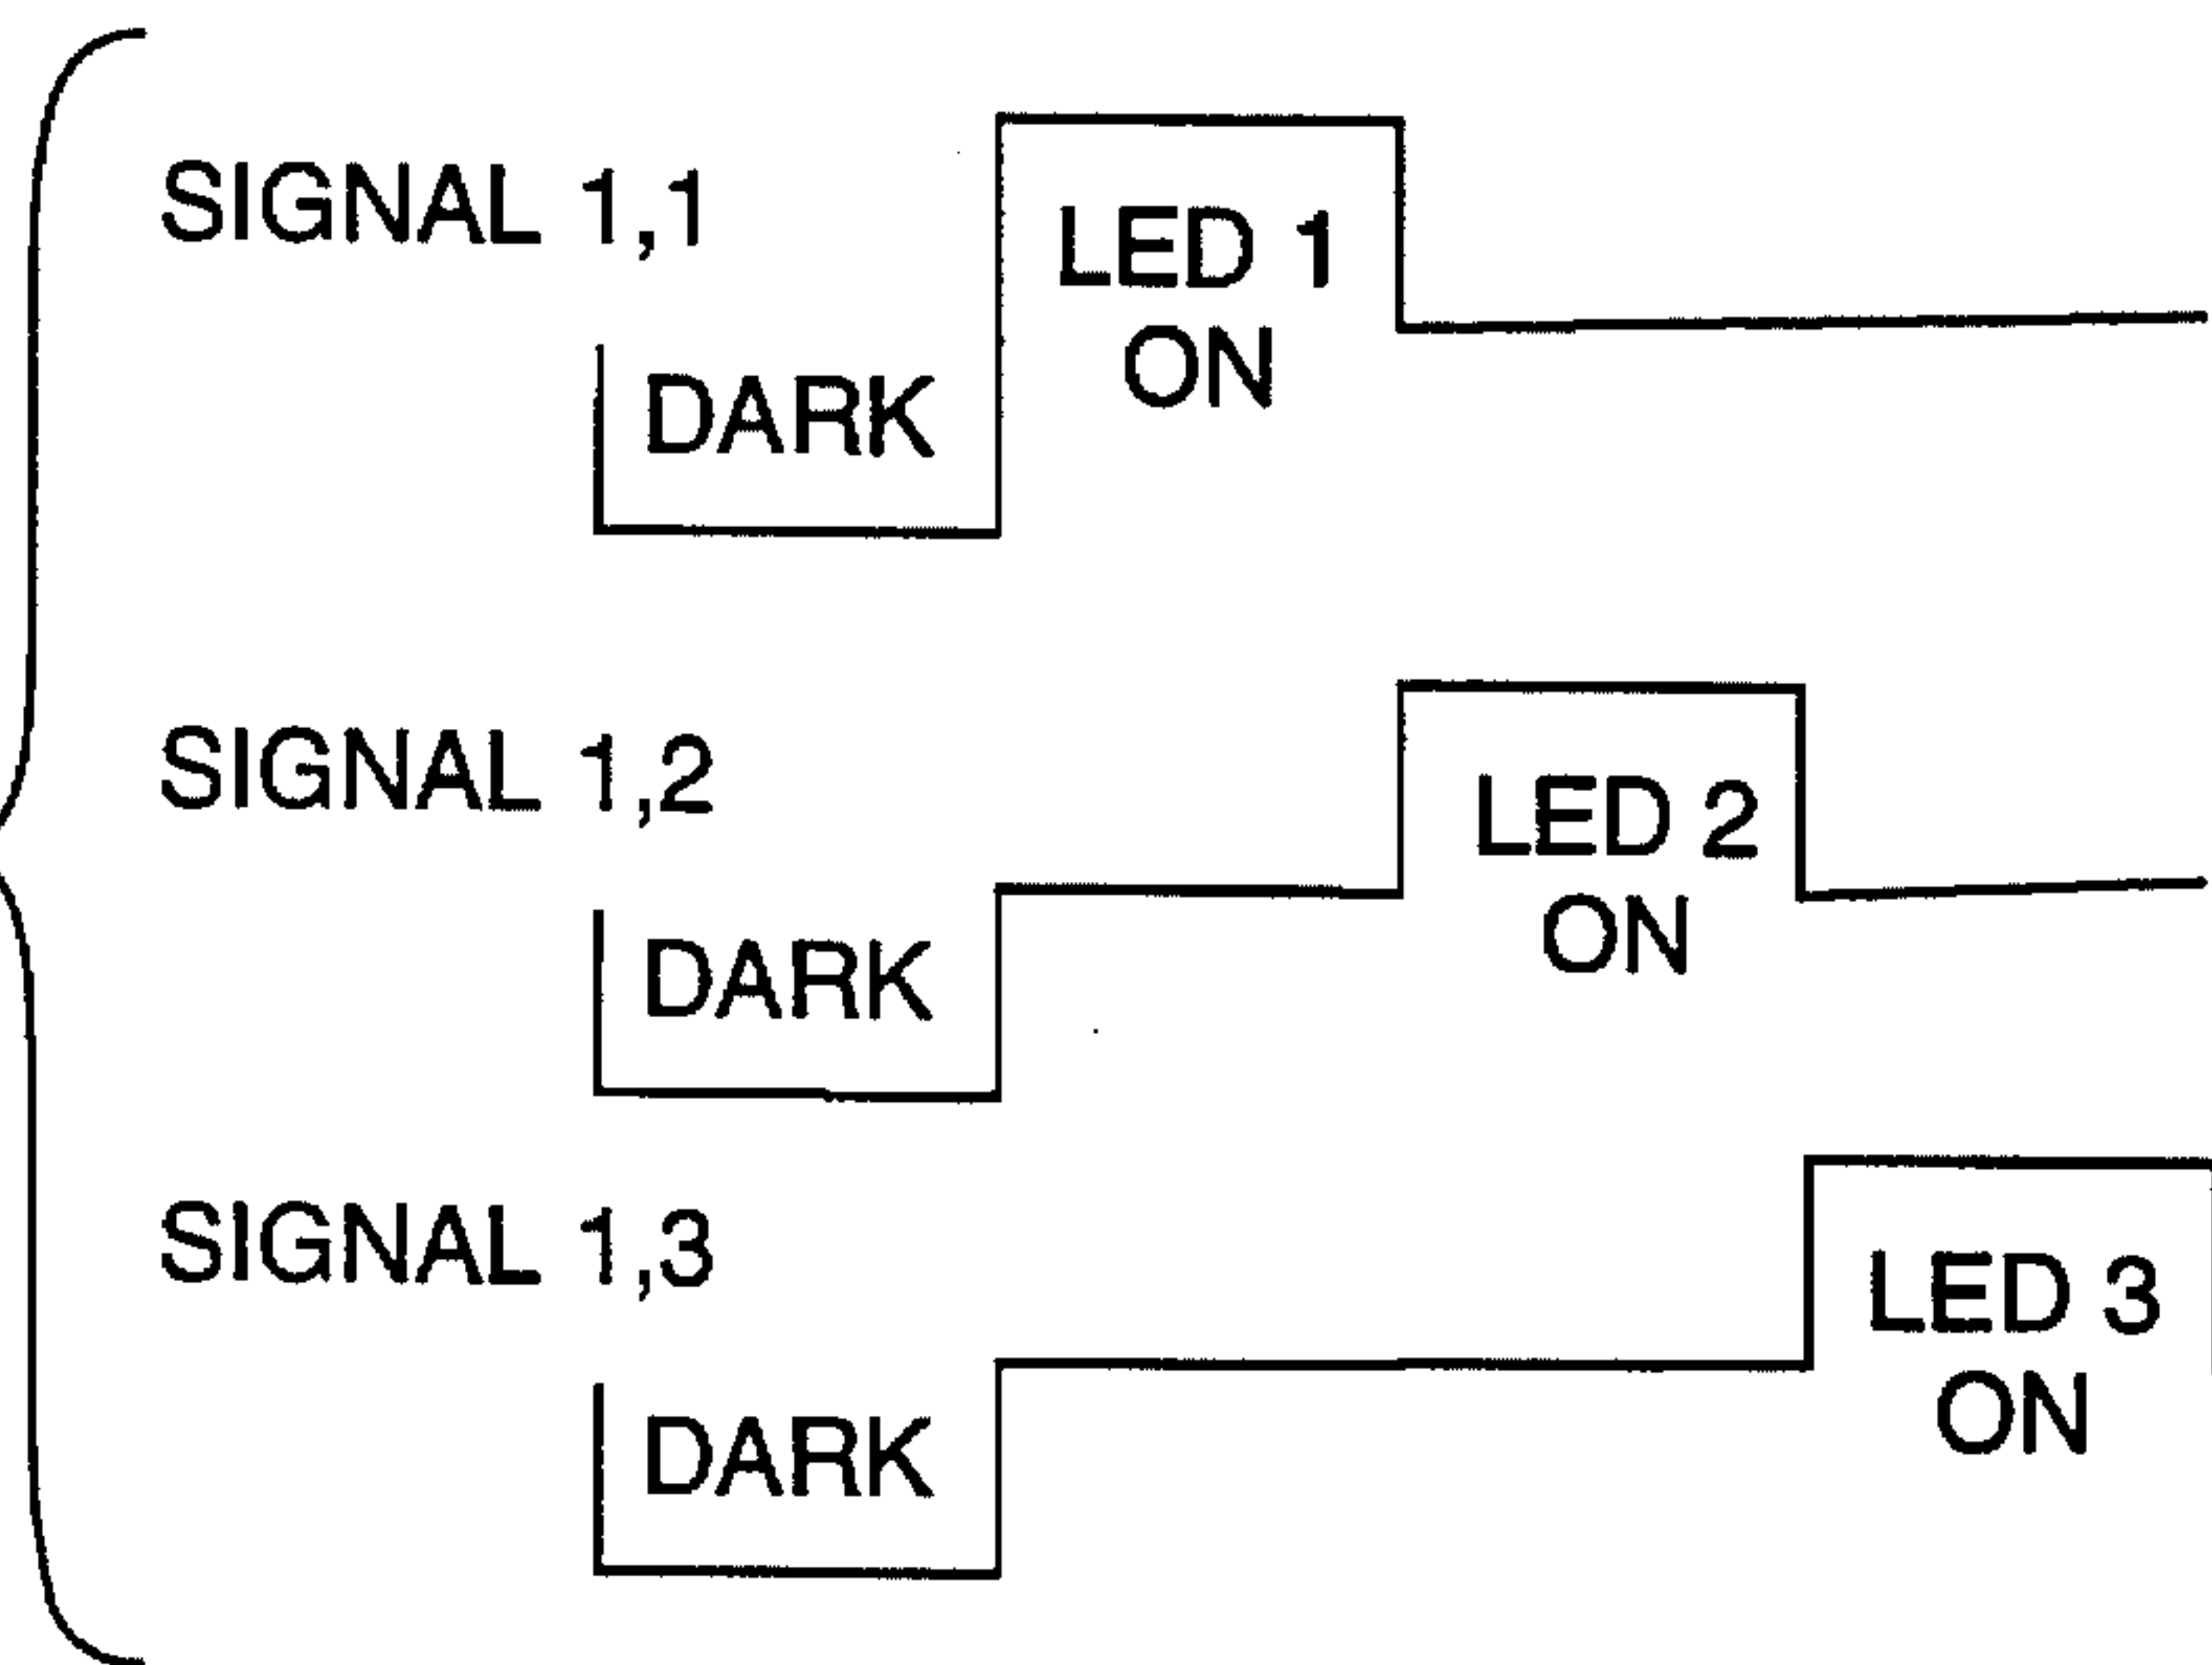 SIGNAL 1,1
LED 1
ON
DARK
SIGNAL 1,2
LED 2
ON
DARK
SIGNAL 1,3
LED 3
ON
DARK